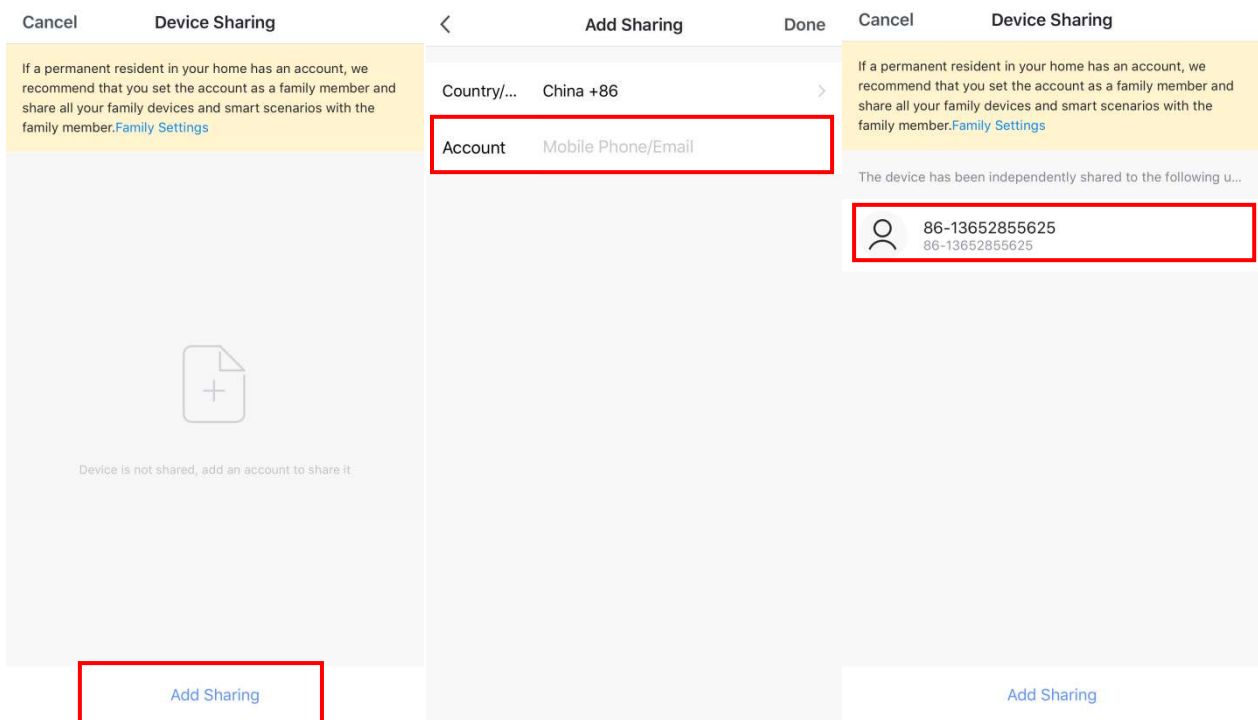 Cancel
Device Sharing
If a permanent resident in your home has an account, we
recommend that you set the account as a family member and
share all your family devices and smart scenarios with the
family member.Family Settings
Device is not shared, add an account to share it
Add Sharing
Add Sharing
Done
Country/...
China +86
Account
Mobile Phone/Email
Cancel
Device Sharing
If a permanent resident in your home has an account, we
recommend that you set the account as a family member and
share all your family devices and smart scenarios with the
family member.Family Settings
The device has been independently shared to the following u...
86-13652855625
86-13652855625
Add Sharing